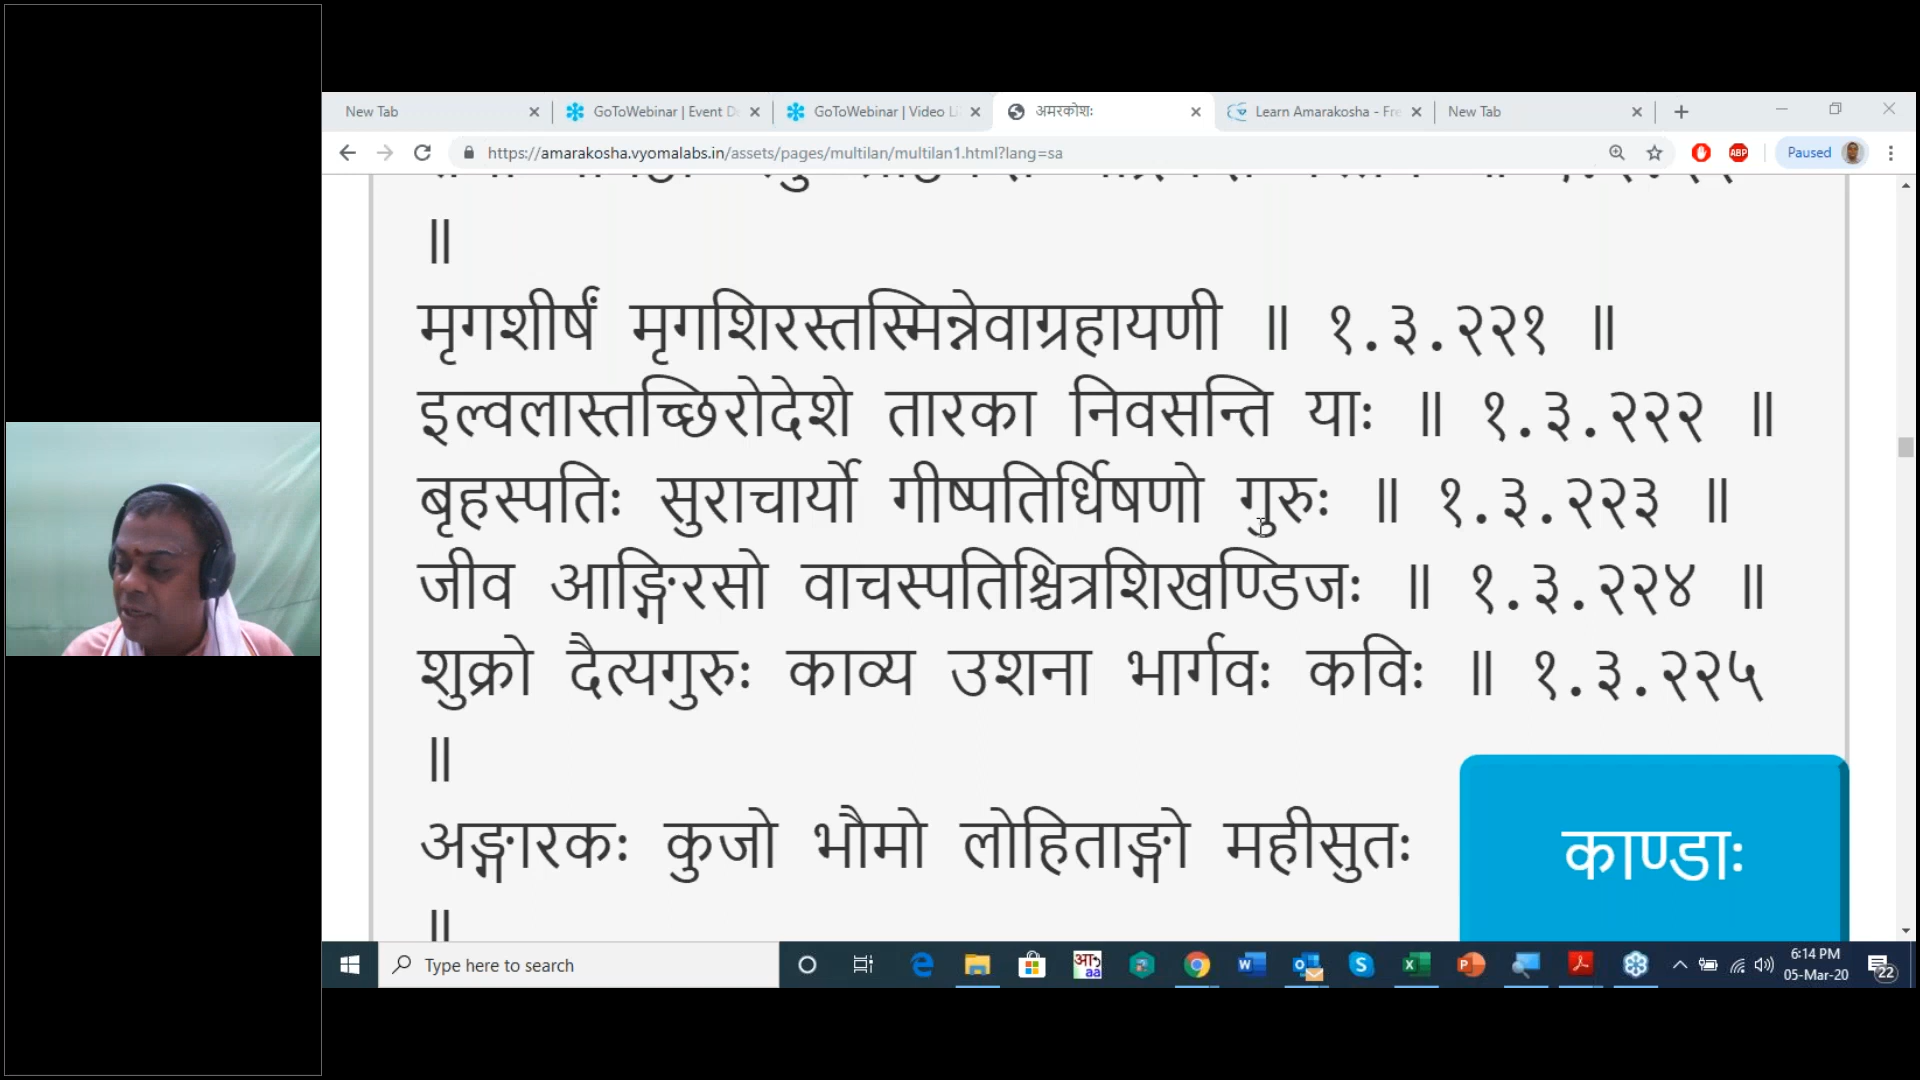 New Tab
GoToWebinar | Event D
GoToWebinar | Video Li
अमरकोशः
Learn Amarakosha - Fre
New Tab
https://amarakosha.vyomalabs.in/assets/pages/multilan/multilan1.html?lang=sa
ABP
Paused
॥
मृगशीर्षं मृगशिरस्तस्मिन्नेवाग्रहायणी ॥ १.३.२२१ ॥
इल्वलास्तच्छिरोदेशे तारका निवसन्ति याः ॥ १.३.२२२ ॥
बृहस्पतिः सुराचार्यो गीष्पतिर्धिषणो गुरुः ॥ १.३.२२३ ॥
जीव आङ्गिरसो वाचस्पतिश्चित्रशिखण्डिजः ॥ १.३.२२४ ॥
शुक्रो दैत्यगुरुः काव्य उशना भार्गवः कविः ॥ १.३.२२५
॥
अङ्गारकः कुजो भौमो लोहिताङ्गो महीसुतः
॥
काण्डाः
Type here to search
6:14 PM
05-Mar-20
22